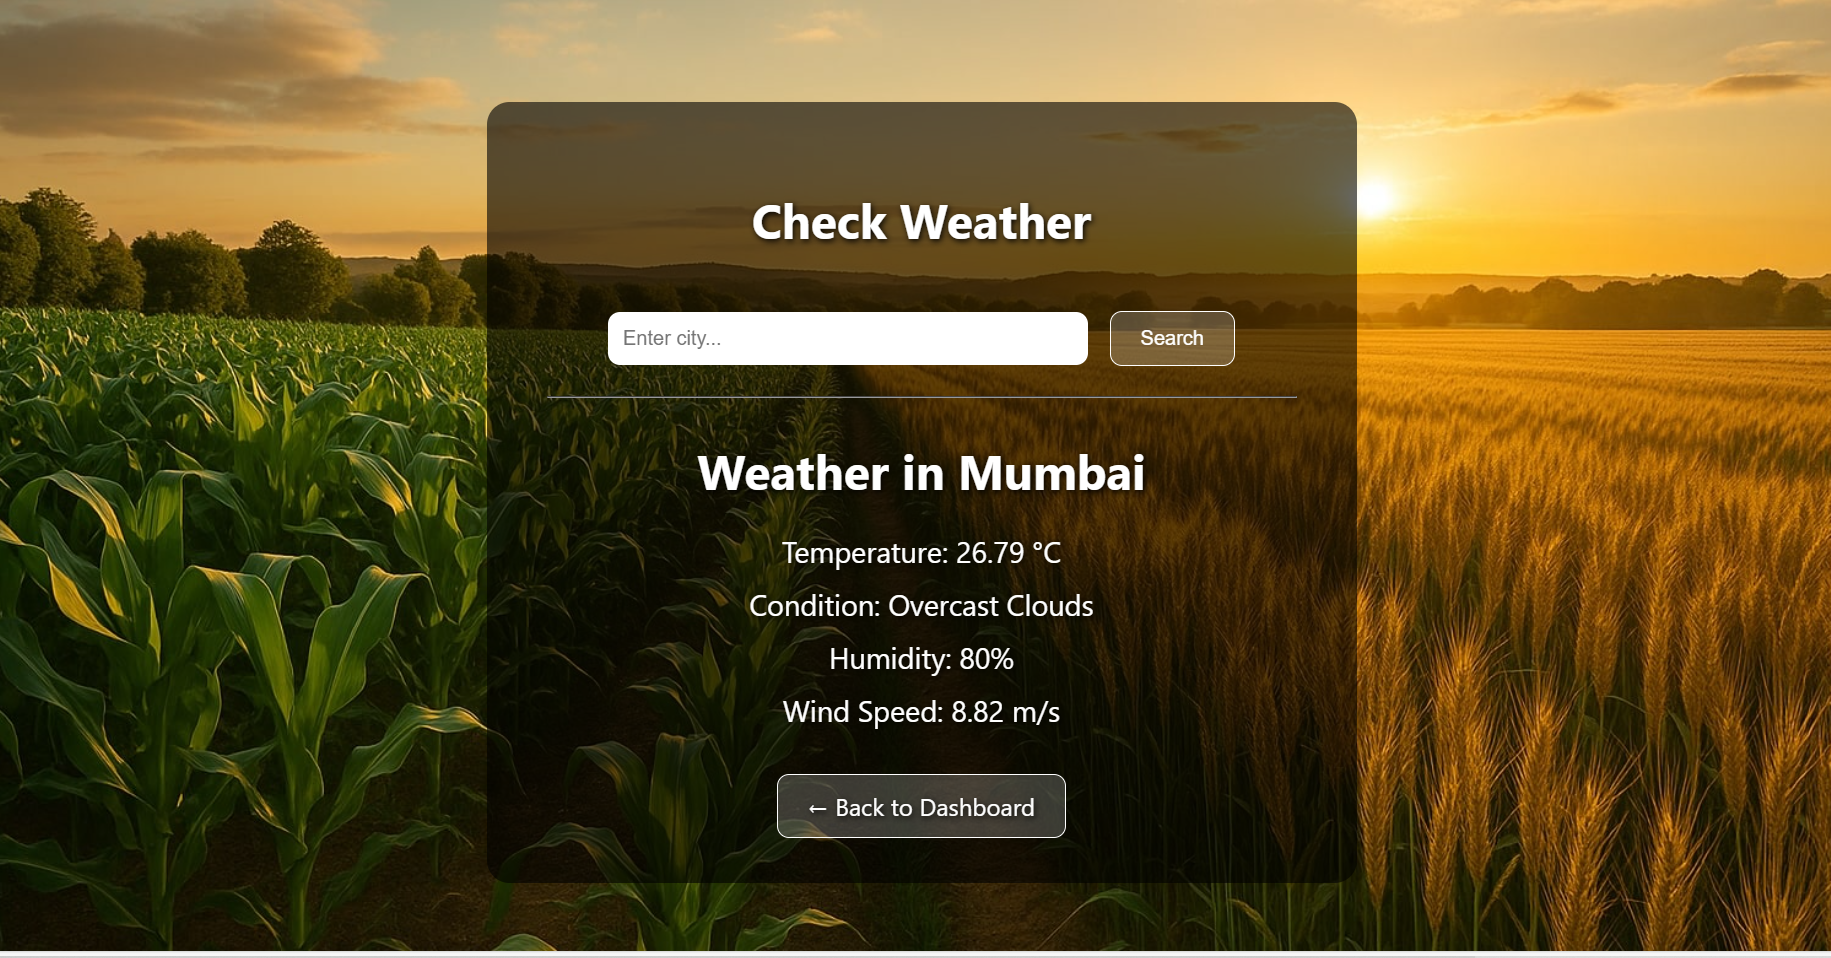 Check Weather
Enter city... Search
Weather in Mumbai
Temperature: 26.79 °C
Condition: Overcast Clouds
Humidity: 80%
Wind Speed: 8.82 m/s
← Back to Dashboard